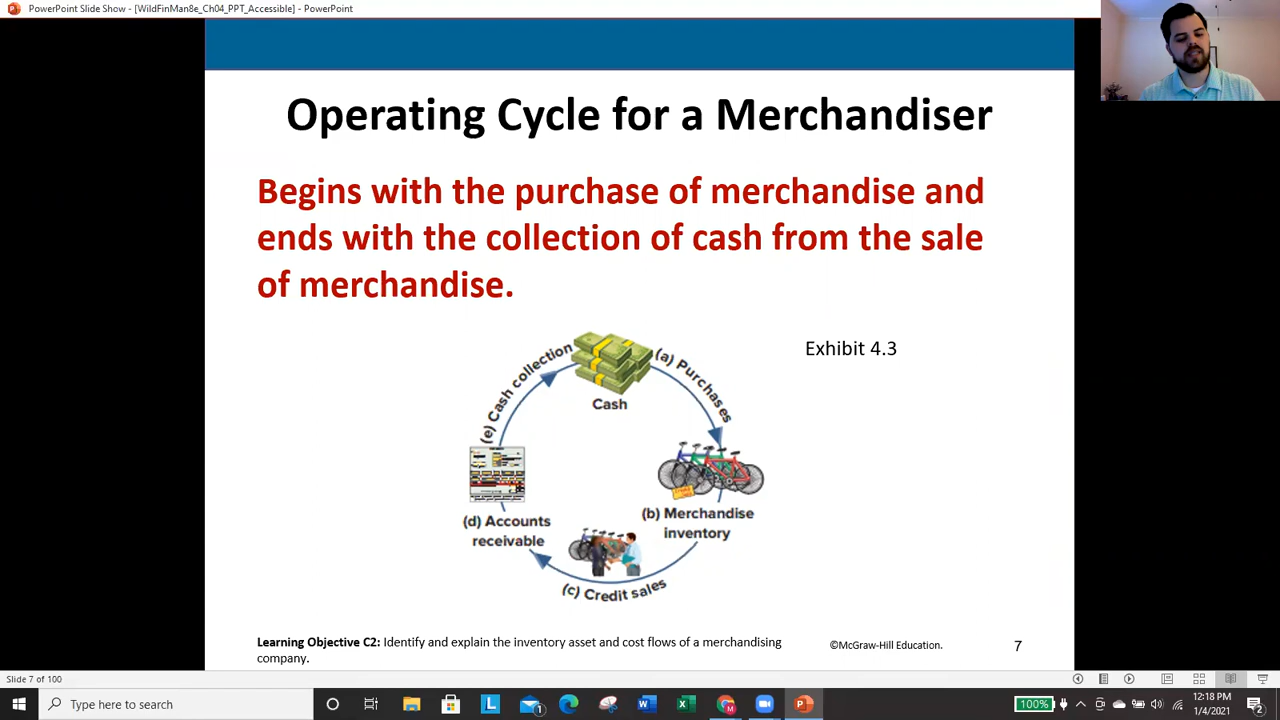 PowerPoint Slide Show - [WildFinMan8e_Ch04_PPT_Accessible] - PowerPoint
Operating Cycle for a Merchandiser
Begins with the purchase of merchandise and
ends with the collection of cash from the sale
of merchandise.
Exhibit 4.3
(e) Cash collection
(a) Purchases
Cash
(b) Merchandise
inventory
(d) Accounts
receivable
(c) Credit sales
Learning Objective C2: Identify and explain the inventory asset and cost flows of a merchandising
company.
©McGraw-Hill Education.
7
Slide 7 of 100
Type here to search
100%
12:18 PM
1/4/2021